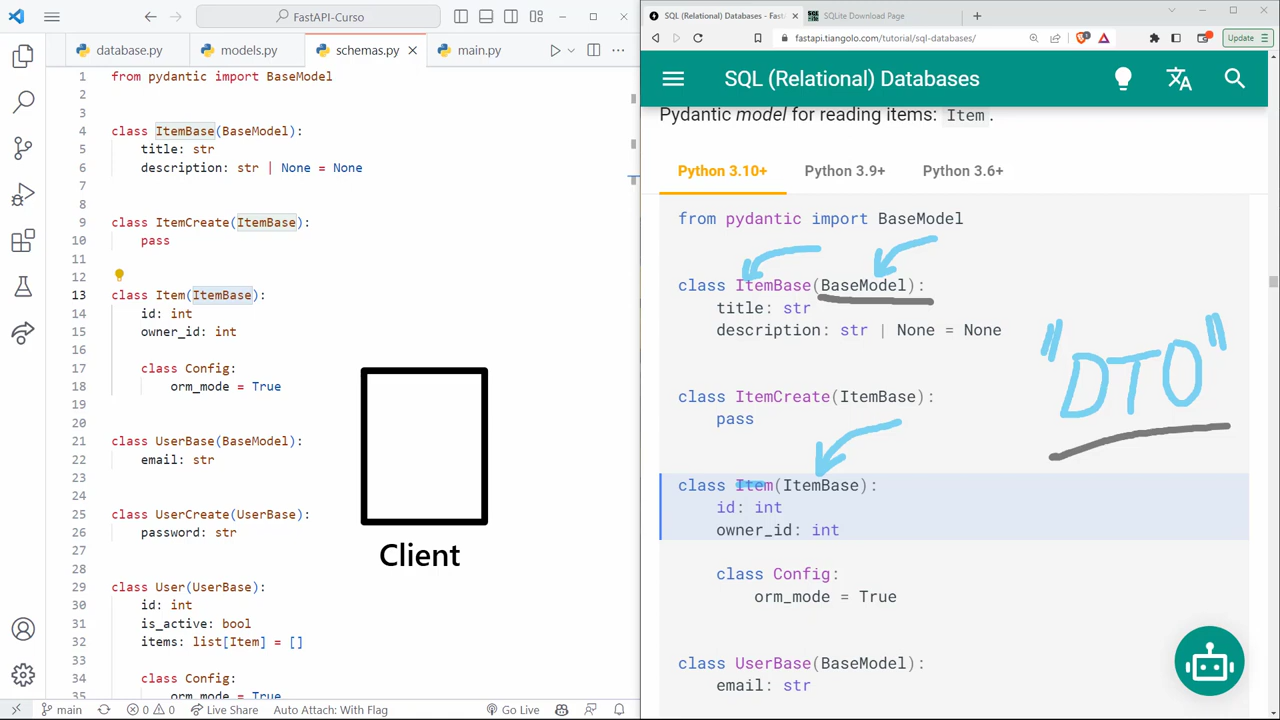 FastAPI-Curso
database.py
models.py
schemas.py
main.py
1 from pydantic import BaseModel
2
3
4 class ItemBase(BaseModel):
5 title: str
6 description: str | None = None
7
8
9 class ItemCreate(ItemBase):
10 pass
11
12
13 class Item(ItemBase):
14 id: int
15 owner_id: int
16
17 class Config:
18 orm_mode = True
19
20
21 class UserBase(BaseModel):
22 email: str
23
24
25 class UserCreate(UserBase):
26 password: str
27
28
29 class User(UserBase):
30 id: int
31 is_active: bool
32 items: list[Item] = []
33
34 class Config:
35 orm_mode = True
Client
main
0 0
Live Share
Auto Attach: With Flag
Go Live
SQL (Relational) Databases - Fast
SQLite Download Page
fastapi.tiangolo.com/tutorial/sql-databases/
Update
SQL (Relational) Databases
Pydantic model for reading items: Item.
Python 3.10+
Python 3.9+
Python 3.6+
from pydantic import BaseModel
class ItemBase(BaseModel):
title: str
description: str | None = None
class ItemCreate(ItemBase):
pass
"DTO"
class Item(ItemBase):
id: int
owner_id: int
class Config:
orm_mode = True
class UserBase(BaseModel):
email: str